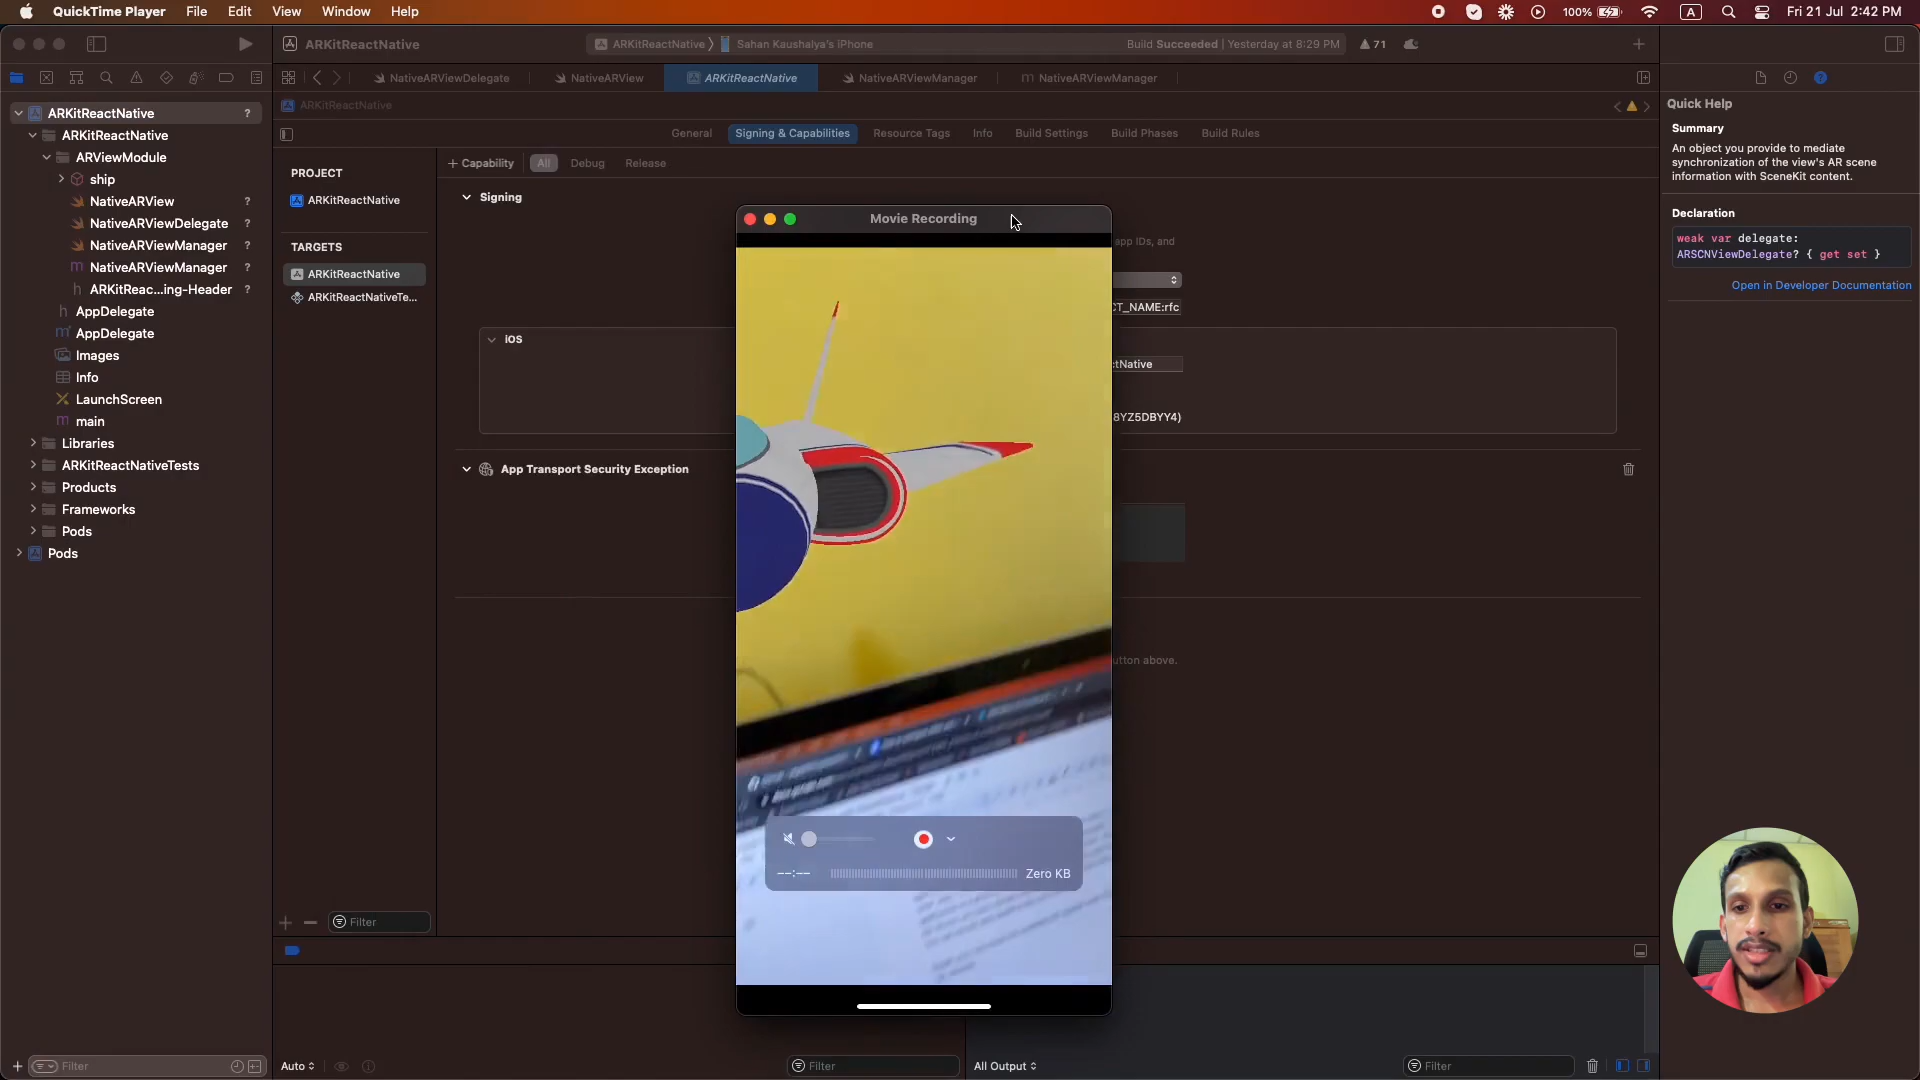 QuickTime Player File Edit View Window Help
100% A Fri 21 Jul 2:42 PM
ARKitReactNative
ARKitReactNative 〉 Sahan Kaushalya's iPhone
Build Succeeded | Yesterday at 8:29 PM
71
NativeARViewDelegate
NativeARView
ARKitReactNative
NativeARViewManager
NativeARViewManager
ARKitReactNative
General
Signing & Capabilities
Resource Tags
Info
Build Settings
Build Phases
Build Rules
+ Capability
All
Debug
Release
ARKitReactNative ?
ARKitReactNative
ARViewModule
ship
NativeARView ?
NativeARViewDelegate ?
NativeARViewManager ?
NativeARViewManager ?
ARKitReac...ing-Header ?
AppDelegate
AppDelegate
Images
Info
LaunchScreen
main
Libraries
ARKitReactNativeTests
Products
Frameworks
Pods
Pods
Filter
PROJECT
ARKitReactNative
TARGETS
ARKitReactNative
ARKitReactNativeTe...
Filter
Signing
app IDs, and
CT_NAME:rfc
iOS
ctNative
8YZ5DBYY4)
App Transport Security Exception
utton above.
Movie Recording
--:--
Zero KB
Auto
Filter
All Output
Filter
Quick Help
Summary
An object you provide to mediate
synchronization of the view's AR scene
information with SceneKit content.
Declaration
weak var delegate:
ARSCNViewDelegate? { get set }
Open in Developer Documentation